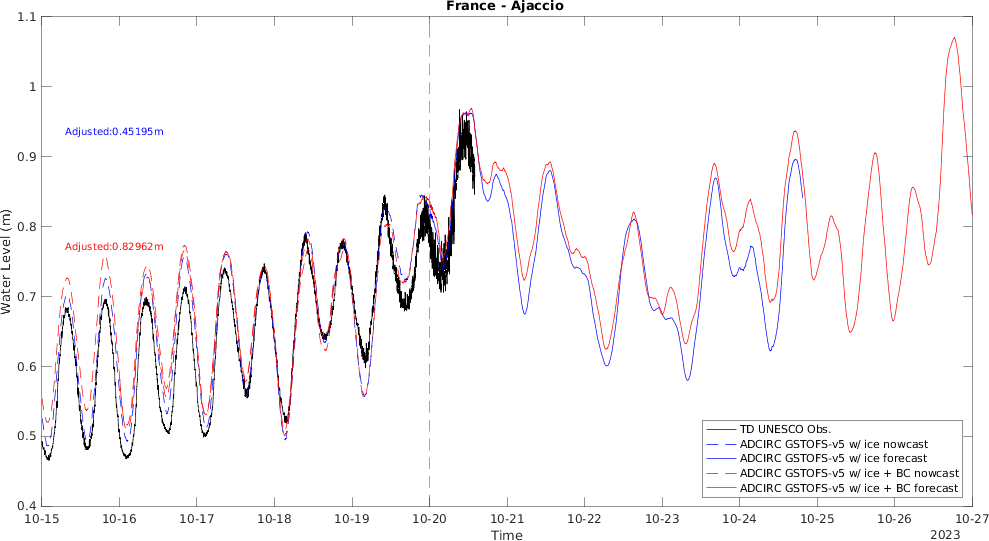 France - Ajaccio
1.1
1
0.9
0.8
0.7
0.6
0.5
0.4
Water Level (m)
Adjusted:0.45195m
Adjusted:0.82962m
TD UNESCO Obs.
ADCIRC GSTOFS-v5 w/ ice nowcast
ADCIRC GSTOFS-v5 w/ ice forecast
ADCIRC GSTOFS-v5 w/ ice + BC nowcast
ADCIRC GSTOFS-v5 w/ ice + BC forecast
10-15 10-16 10-17 10-18 10-19 10-20 10-21 10-22 10-23 10-24 10-25 10-26 10-27
Time
2023